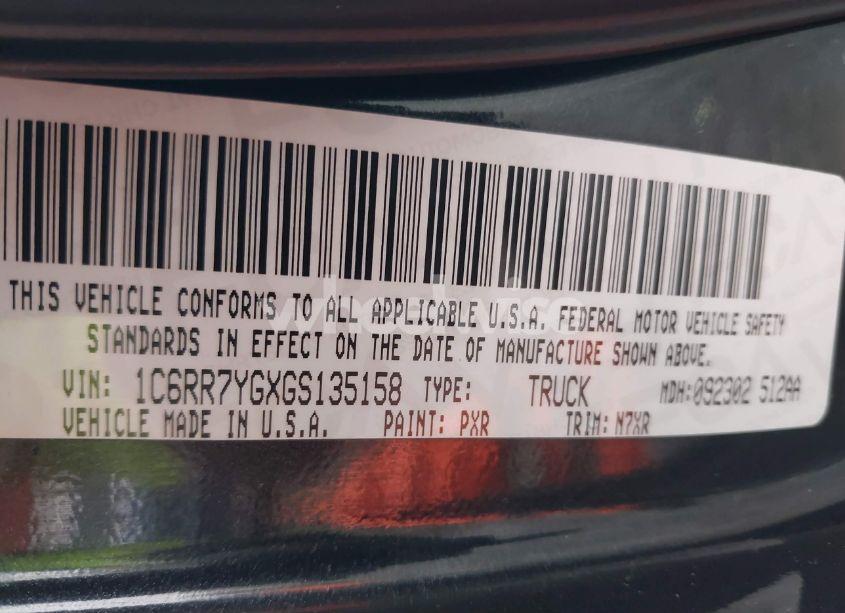 THIS VEHICLE CONFORMS TO ALL APPLICABLE U.S.A. FEDERAL MOTOR VEHICLE SAFETY
STANDARDS IN EFFECT ON THE DATE OF MANUFACTURE SHOWN ABOVE.
VIN: 1C6RR7YGXGS135158 TYPE: TRUCK MDH: 092302 512AA
VEHICLE MADE IN U.S.A. PAINT: PXR TRIM: N7XR
wheelwise